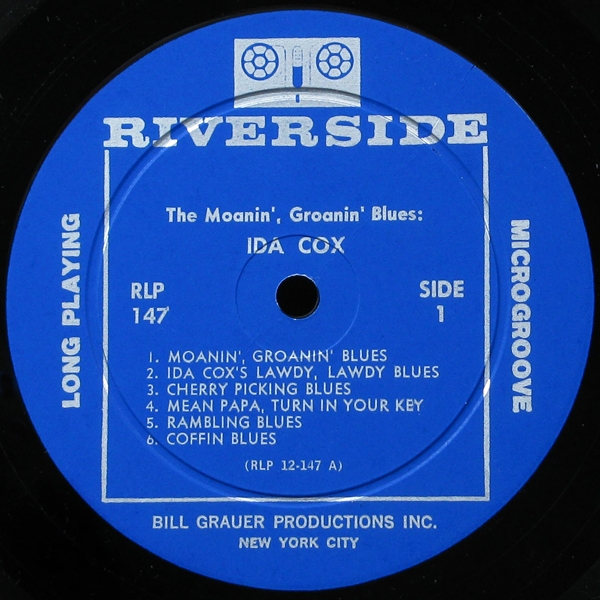 RIVERSIDE
The Moanin', Groanin' Blues:
IDA COX
RLP
147
SIDE
1
LONG PLAYING
MICROGROOVE
1. MOANIN', GROANIN' BLUES
2. IDA COX'S LAWDY, LAWDY BLUES
3. CHERRY PICKING BLUES
4. MEAN PAPA, TURN IN YOUR KEY
5. RAMBLING BLUES
6. COFFIN BLUES
(RLP 12-147 A)
BILL GRAUER PRODUCTIONS INC.
NEW YORK CITY